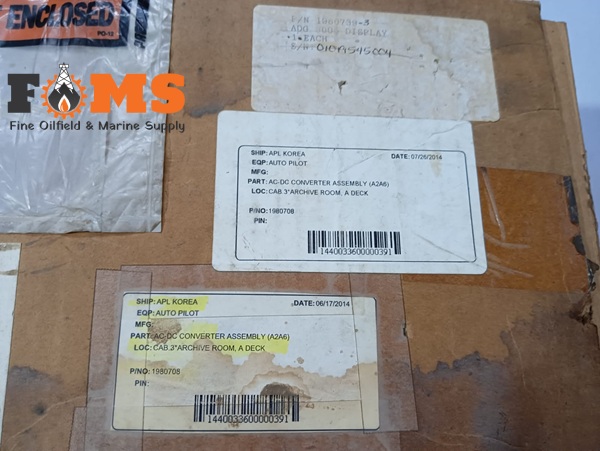 ENCLOSED
PO-12
FOMS
Fine Oilfield & Marine Supply
P/N 1980739-3
ADG SUB DISPLAY
1 EACH
SHIP: APL KOREA DATE: 07/26/2014
EQP: AUTO PILOT
MFG:
PART: AC-DC CONVERTER ASSEMBLY (A2A6)
LOC: CAB 3"ARCHIVE ROOM, A DECK
P/NO: 1980708
PIN:
1440033600000391
SHIP: APL KOREA DATE: 06/17/2014
EQP: AUTO PILOT
MFG:
PART: AC-DC CONVERTER ASSEMBLY (A2A6)
LOC: CAB 3"ARCHIVE ROOM, A DECK
P/NO: 1980708
PIN:
1440033600000391